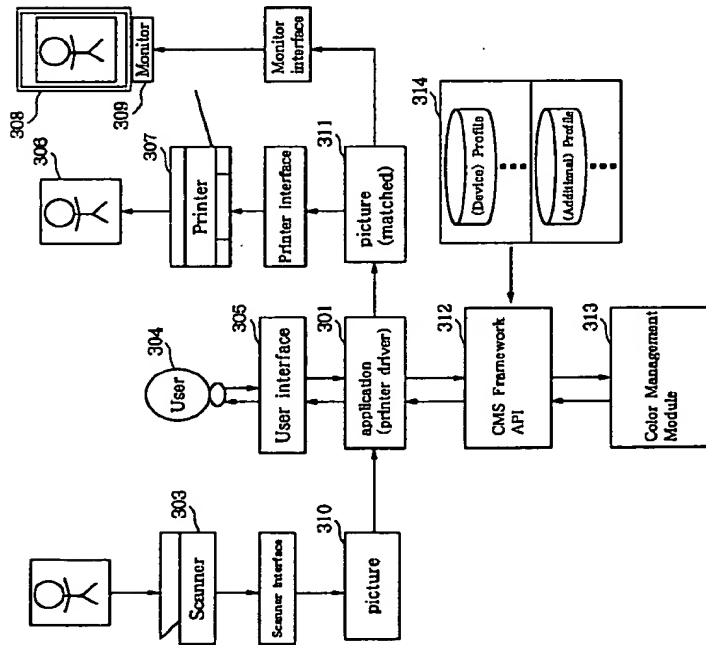 303
Scanner
Scanner Interface
310
picture
304
User
305
User interface
301
application
(printer driver)
312
CMS Framework
API
313
Color Management
Module
306
307
Printer
Printer Interface
311
picture
(matched)
308
Monitor
309
Monitor
interface
314
(Device) Profile
(Additional) Profile